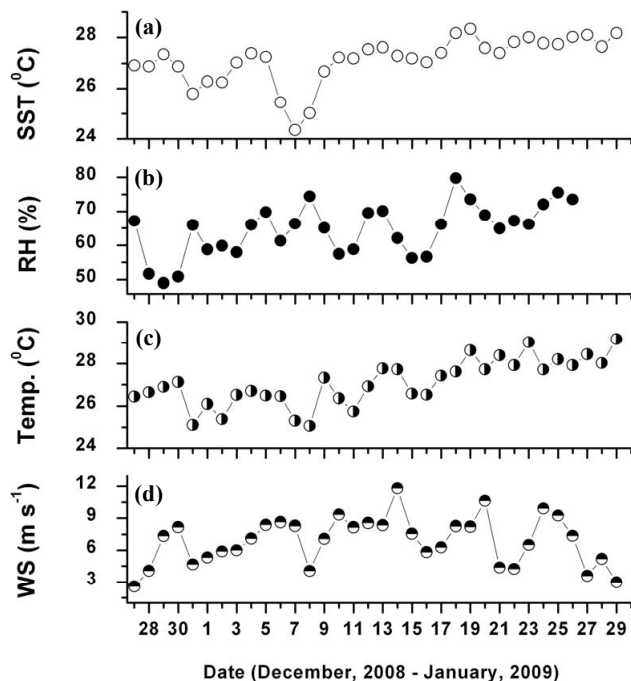 (a)
SST (⁰C)
28
26
24
(b)
RH (%)
80
70
60
50
(c)
Temp. (⁰C)
30
28
26
24
(d)
WS (m s⁻¹)
12
9
6
3
28 30 1 3 5 7 9 11 13 15 17 19 21 23 25 27 29
Date (December, 2008 - January, 2009)